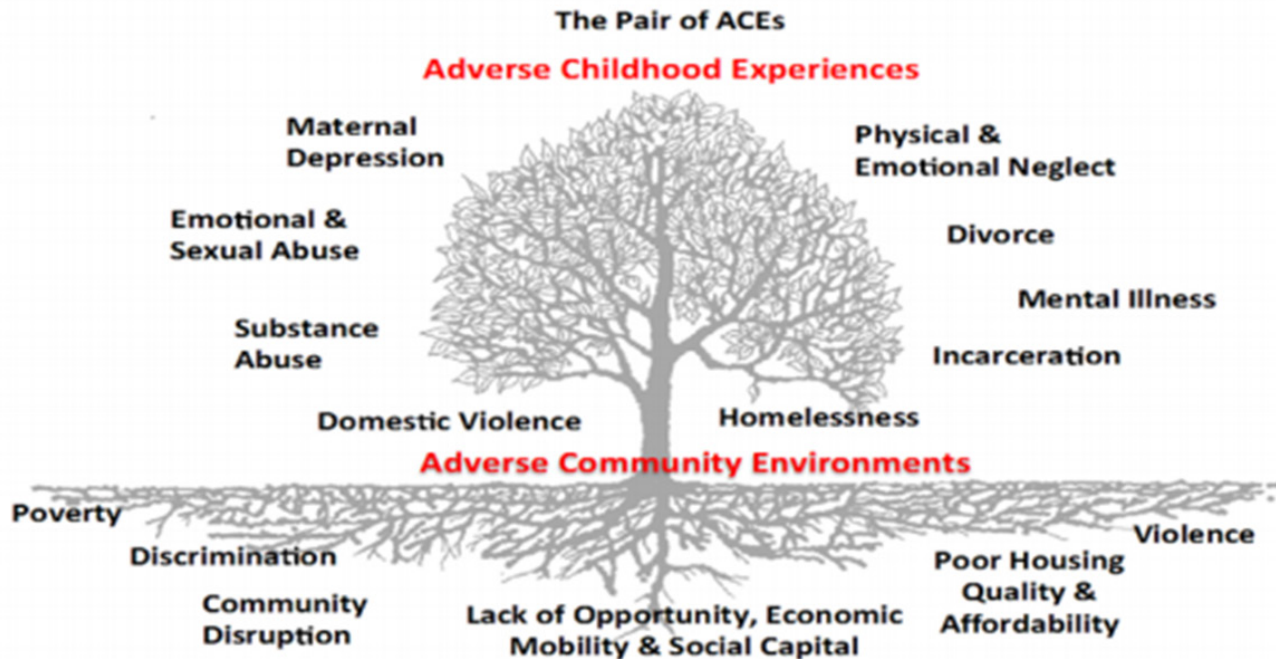 The Pair of ACEs
Adverse Childhood Experiences
Maternal
Depression
Physical &
Emotional Neglect
Emotional &
Sexual Abuse
Divorce
Mental Illness
Substance
Abuse
Incarceration
Domestic Violence
Homelessness
Adverse Community Environments
Poverty
Violence
Discrimination
Poor Housing
Quality &
Affordability
Community
Disruption
Lack of Opportunity, Economic
Mobility & Social Capital